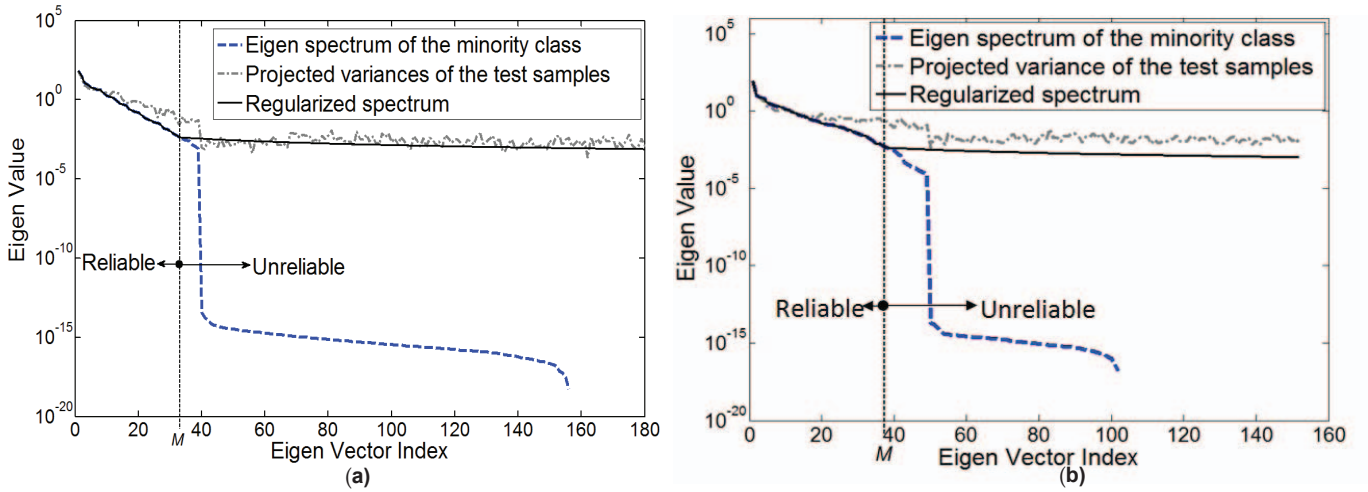 10^5
10^0
10^-5
10^-10
10^-15
10^-20
Eigen Value
Eigen spectrum of the minority class
Projected variances of the test samples
Regularized spectrum
Reliable
Unreliable
0
20
40
60
80
100
120
140
160
180
M
Eigen Vector Index
(a)
10^5
10^0
10^-5
10^-10
10^-15
10^-20
Eigen Value
Eigen spectrum of the minority class
Projected variance of the test samples
Regularized spectrum
Reliable
Unreliable
0
20
40
60
80
100
120
140
160
M
Eigen Vector Index
(b)